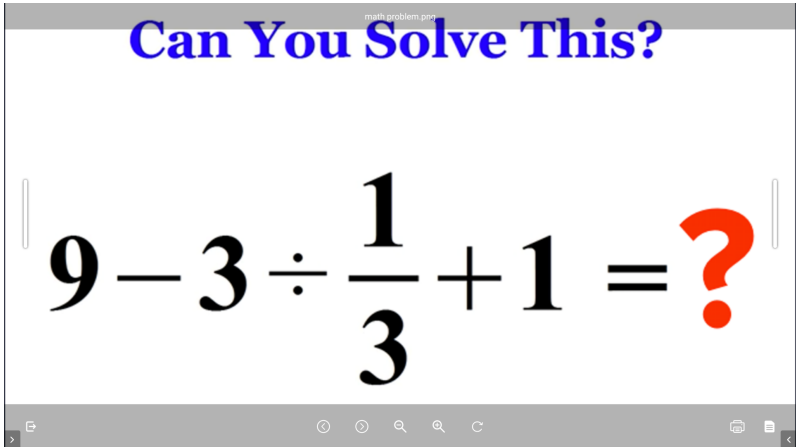 math problem.png
Can You Solve This?
9 − 3 ÷ 1/3 + 1 = ?